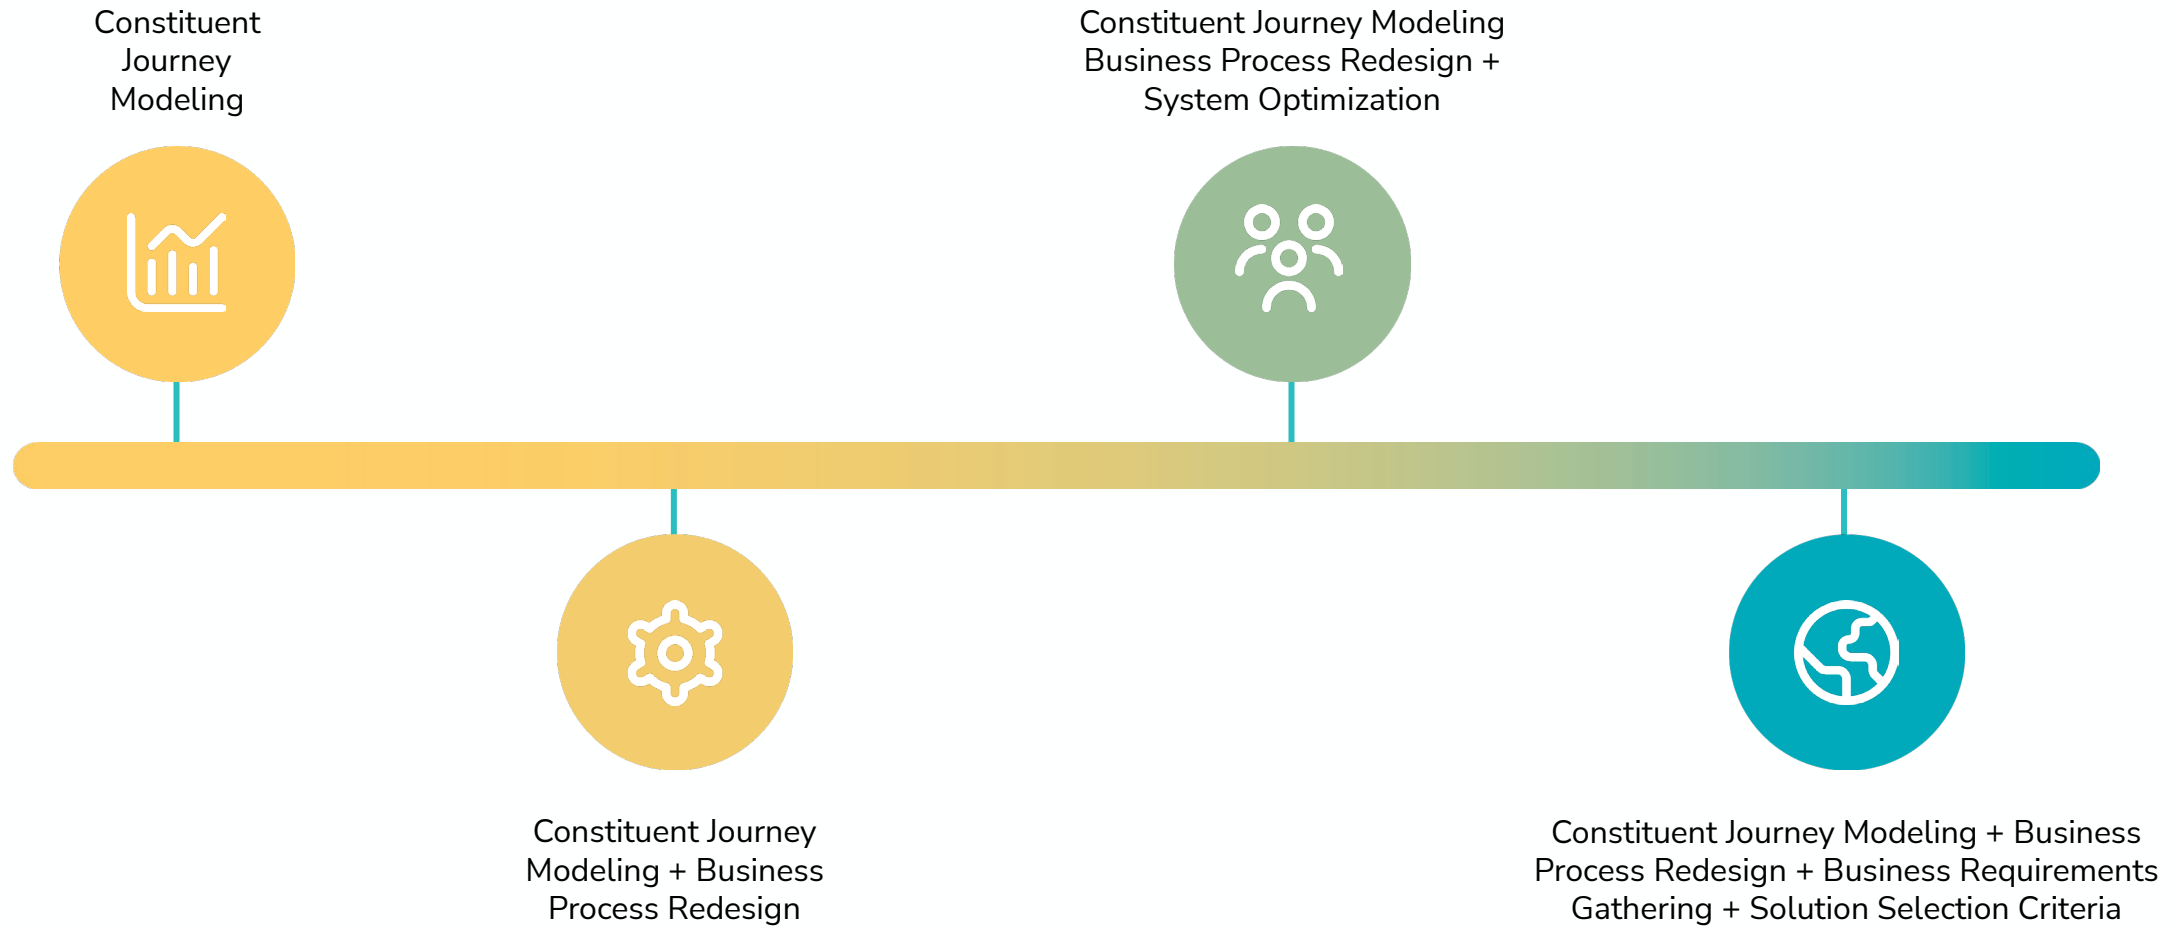 Constituent
Journey
Modeling
Constituent Journey Modeling
Business Process Redesign +
System Optimization
Constituent Journey
Modeling + Business
Process Redesign
Constituent Journey Modeling + Business
Process Redesign + Business Requirements
Gathering + Solution Selection Criteria